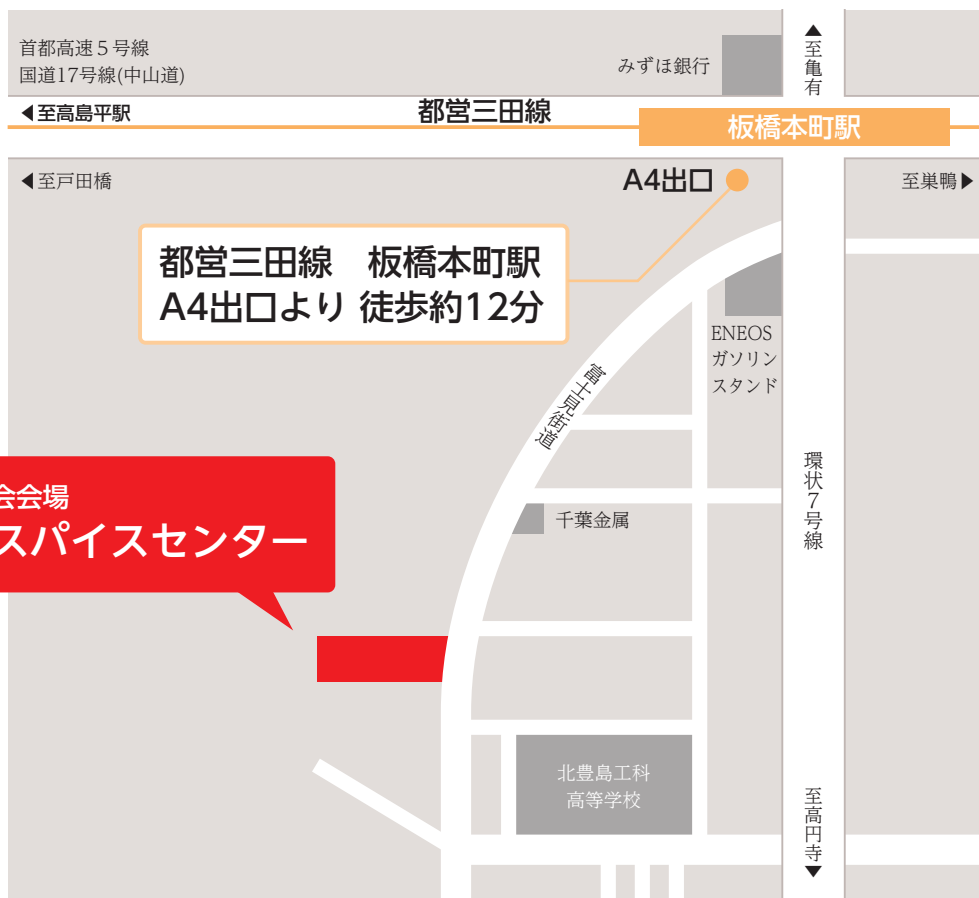 首都高速５号線
国道17号線(中山道)
みずほ銀行
▲至亀有
◀至高島平駅
都営三田線
板橋本町駅
◀至戸田橋
A4出口
至巣鴨▶
都営三田線　板橋本町駅
A4出口より 徒歩約12分
ENEOS
ガソリン
スタンド
富士見街道
環状７号線
会会場
スパイスセンター
千葉金属
北豊島工科
高等学校
至高円寺▼